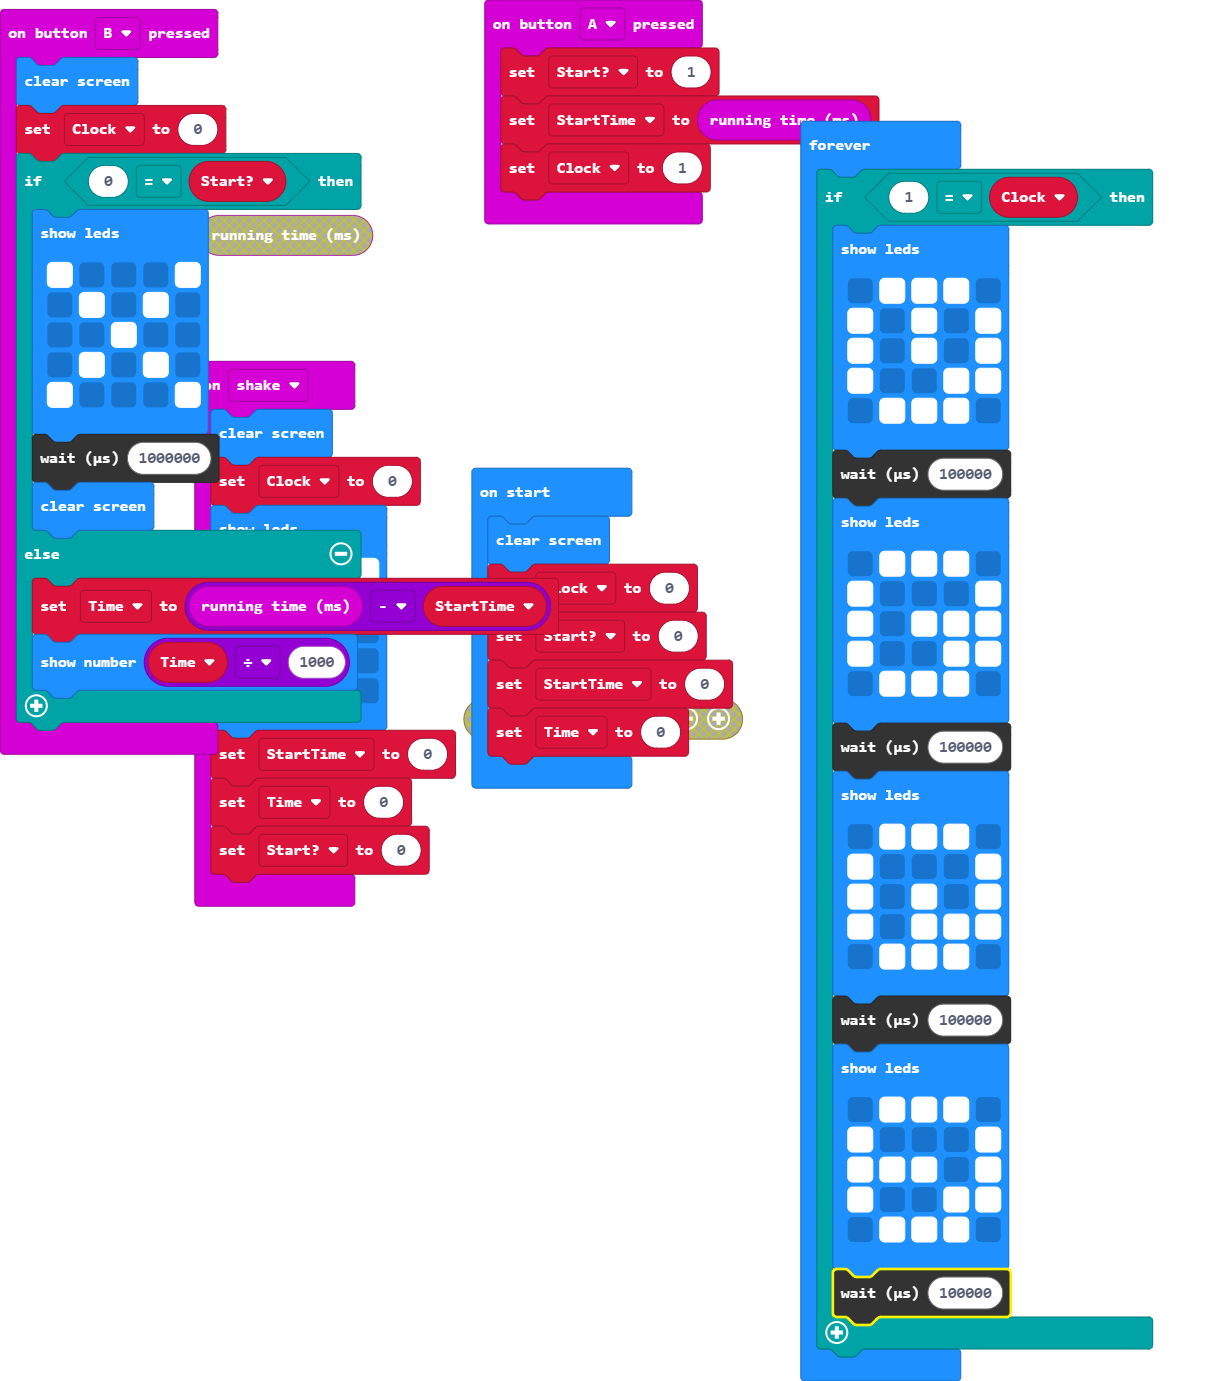 on button B pressed
clear screen
set Clock to 0
if 0 = Start? then
show leds
running time (ms)
wait (µs) 1000000
clear screen
else
set Time to running time (ms) - StartTime
show number Time ÷ 1000
shake
clear screen
set Clock to 0
show leds
set StartTime to 0
set Time to 0
set Start? to 0
on button A pressed
set Start? to 1
set StartTime to running time (ms)
set Clock to 1
on start
clear screen
to 0
set Start? to 0
set StartTime to 0
set Time to 0
forever
if 1 = Clock then
show leds
wait (µs) 100000
show leds
wait (µs) 100000
show leds
wait (µs) 100000
show leds
wait (µs) 100000